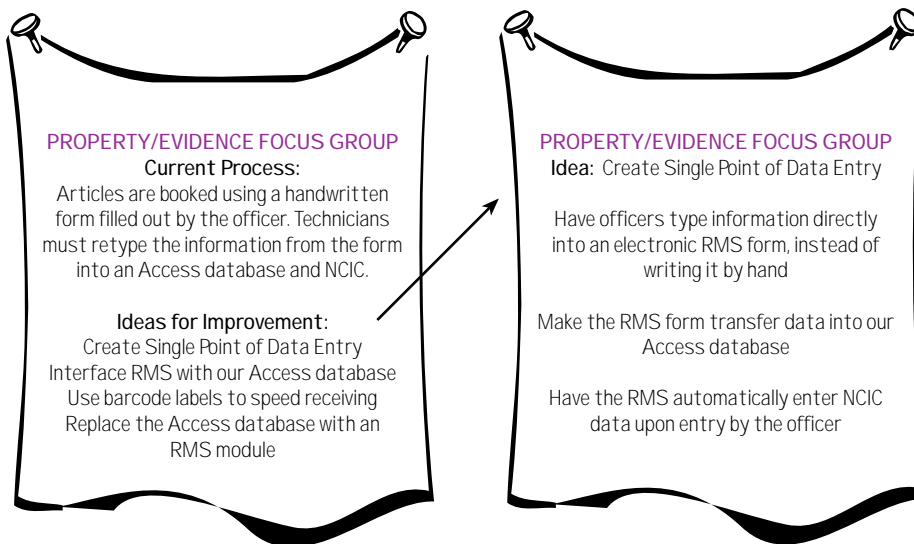 PROPERTY/EVIDENCE FOCUS GROUP
Current Process:
Articles are booked using a handwritten
form filled out by the officer. Technicians
must retype the information from the form
into an Access database and NCIC.
Ideas for Improvement:
Create Single Point of Data Entry
Interface RMS with our Access database
Use barcode labels to speed receiving
Replace the Access database with an
RMS module
PROPERTY/EVIDENCE FOCUS GROUP
Idea: Create Single Point of Data Entry
Have officers type information directly
into an electronic RMS form, instead of
writing it by hand
Make the RMS form transfer data into our
Access database
Have the RMS automatically enter NCIC
data upon entry by the officer